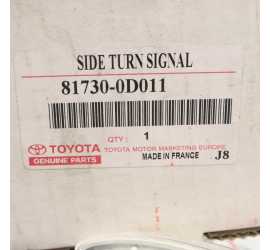 SIDE TURN SIGNAL
81730-0D011
QTY : 1
TOYOTA TOYOTA MOTOR MARKETING EUROPE
GENUINE PARTS MADE IN FRANCE J8